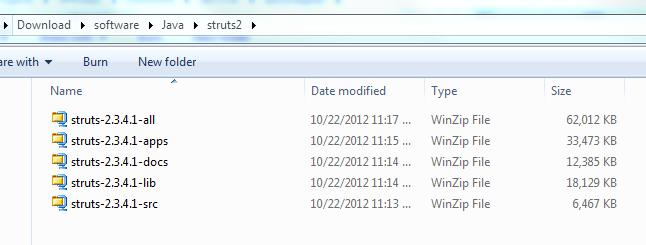 Download software Java struts2
are with Burn New folder
Name Date modified Type Size
struts-2.3.4.1-all 10/22/2012 11:17 ... WinZip File 62,012 KB
struts-2.3.4.1-apps 10/22/2012 11:15 ... WinZip File 33,473 KB
struts-2.3.4.1-docs 10/22/2012 11:14 ... WinZip File 12,385 KB
struts-2.3.4.1-lib 10/22/2012 11:14 ... WinZip File 18,129 KB
struts-2.3.4.1-src 10/22/2012 11:13 ... WinZip File 6,467 KB